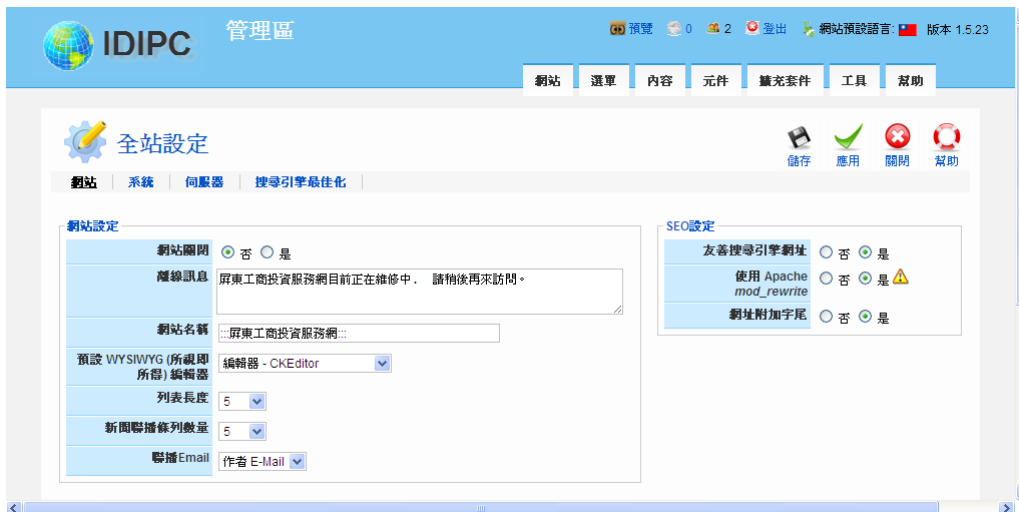 IDIPC 管理區 預覽 0 2 登出 網站預設語言: 版本 1.5.23
網站 選單 內容 元件 擴充套件 工具 幫助
全站設定 儲存 應用 關閉 幫助
網站 系統 伺服器 搜尋引擎最佳化
網站設定
網站關閉 否 是
離線訊息 屏東工商投資服務網目前正在維修中. 請稍後再來訪問。
網站名稱 :::屏東工商投資服務網:::
預設 WYSIWYG (所視即
所得) 編輯器 編輯器 - CKEditor
列表長度 5
新聞聯播條列數量 5
聯播Email 作者 E-Mail
SEO設定
友善搜尋引擎網址 否 是
使用 Apache
mod_rewrite 否 是
網址附加字尾 否 是